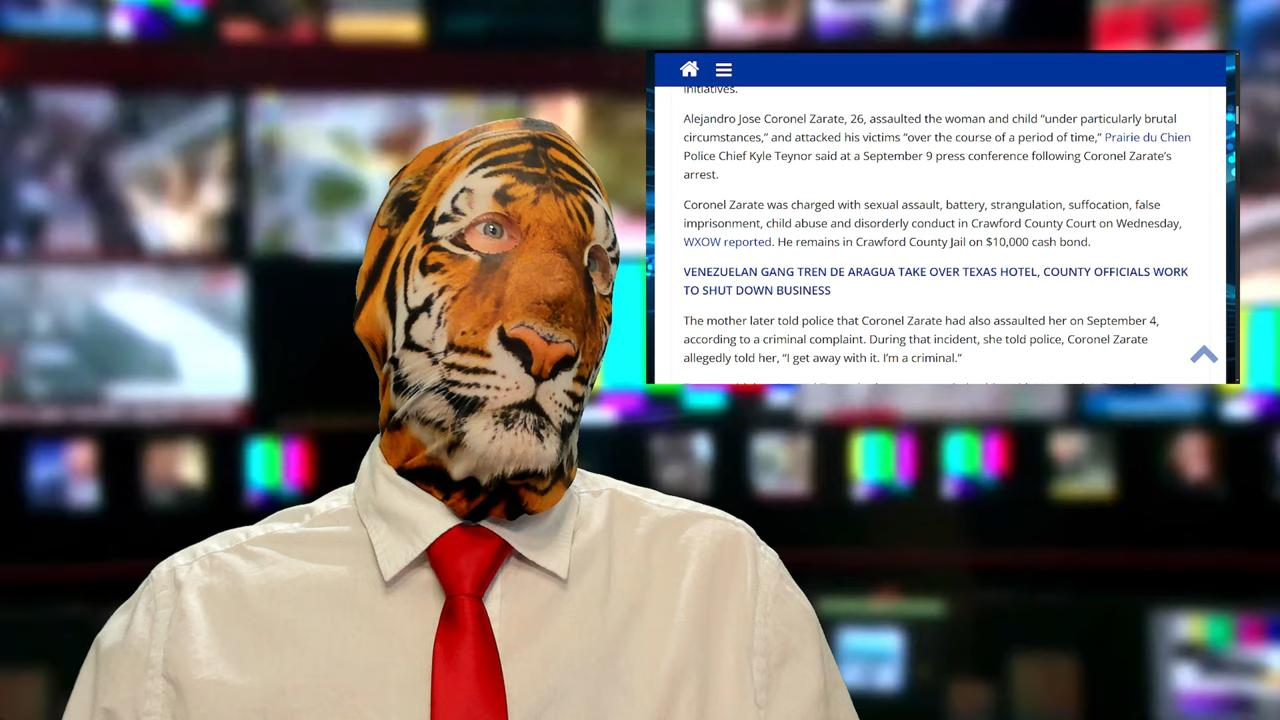 initiatives.
Alejandro Jose Coronel Zarate, 26, assaulted the woman and child “under particularly brutal
circumstances,” and attacked his victims “over the course of a period of time,” Prairie du Chien
Police Chief Kyle Teynor said at a September 9 press conference following Coronel Zarate’s
arrest.
Coronel Zarate was charged with sexual assault, battery, strangulation, suffocation, false
imprisonment, child abuse and disorderly conduct in Crawford County Court on Wednesday,
WXOW reported. He remains in Crawford County Jail on $10,000 cash bond.
VENEZUELAN GANG TREN DE ARAGUA TAKE OVER TEXAS HOTEL, COUNTY OFFICIALS WORK
TO SHUT DOWN BUSINESS
The mother later told police that Coronel Zarate had also assaulted her on September 4,
according to a criminal complaint. During that incident, she told police, Coronel Zarate
allegedly told her, “I get away with it. I’m a criminal.”